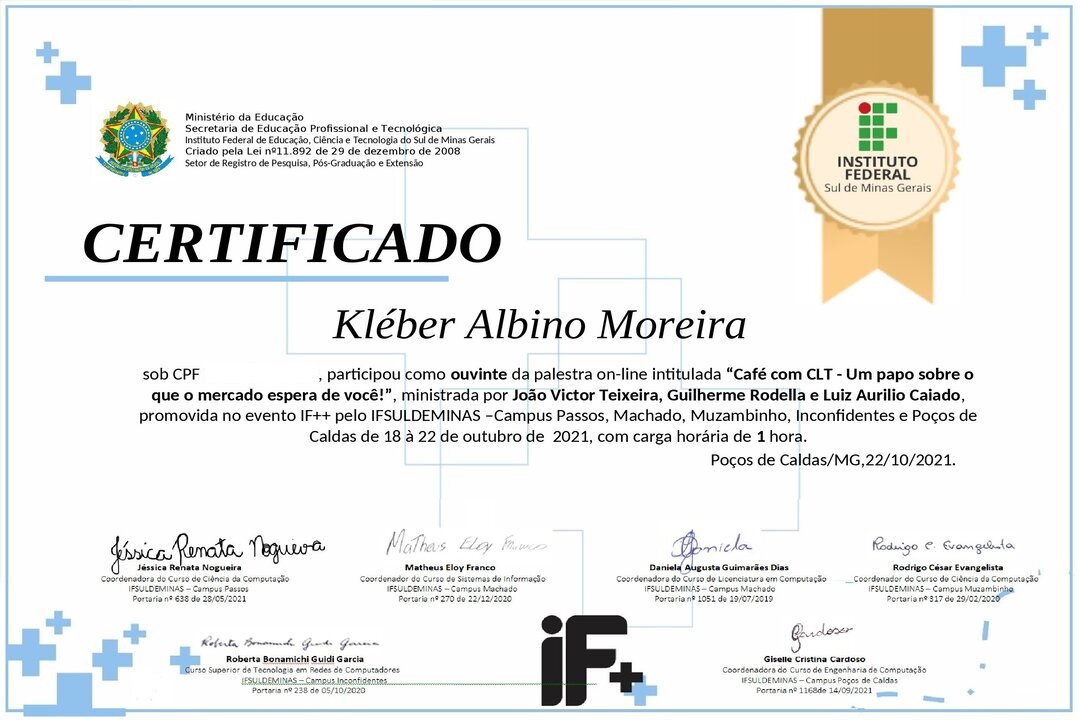 Ministério da Educação
Secretaria de Educação Profissional e Tecnológica
Instituto Federal de Educação, Ciência e Tecnologia do Sul de Minas Gerais
Criado pela Lei nº11.892 de 29 de dezembro de 2008
Setor de Registro de Pesquisa, Pós-Graduação e Extensão
INSTITUTO
FEDERAL
Sul de Minas Gerais
CERTIFICADO
Kléber Albino Moreira
sob CPF , participou como ouvinte da palestra on-line intitulada “Café com CLT - Um papo sobre o
que o mercado espera de você!”, ministrada por João Victor Teixeira, Guilherme Rodella e Luiz Aurilio Caiado,
promovida no evento IF++ pelo IFSULDEMINAS –Campus Passos, Machado, Muzambinho, Inconfidentes e Poços de
Caldas de 18 à 22 de outubro de 2021, com carga horária de 1 hora.
Poços de Caldas/MG,22/10/2021.
Jéssica Renata Nogueira
Jéssica Renata Nogueira
Coordenadora do Curso de Ciência da Computação
IFSULDEMINAS – Campus Passos
Portaria nº 638 de 28/05/2021
Matheus Eloy Franco
Matheus Eloy Franco
Coordenador do Curso de Sistemas de Informação
IFSULDEMINAS – Campus Machado
Portaria nº 270 de 22/12/2020
Daniela
Daniela Augusta Guimarães Dias
Coordenadora do Curso de Licenciatura em Computação
IFSULDEMINAS – Campus Machado
Portaria nº 1051 de 19/07/2019
Rodrigo C. Evangelista
Rodrigo César Evangelista
Coordenador do Curso de Ciência da Computação
IFSULDEMINAS – Campus Muzambinho
Portaria nº 317 de 29/02/2020
Roberta Bonamichi Guidi Garcia
Roberta Bonamichi Guidi Garcia
Curso Superior de Tecnologia em Redes de Computadores
IFSULDEMINAS – Campus Inconfidentes
Portaria nº 238 de 05/10/2020
iF++
GCardoso
Giselle Cristina Cardoso
Coordenadora do Curso de Engenharia de Computação
IFSULDEMINAS – Campus Poços de Caldas
Portaria nº 1168de 14/09/2021